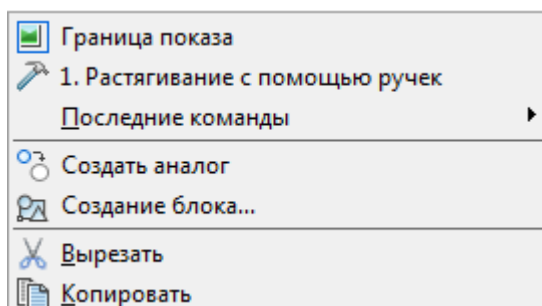 Граница показа
1. Растягивание с помощью ручек
Последние команды
Создать аналог
Создание блока...
Вырезать
Копировать